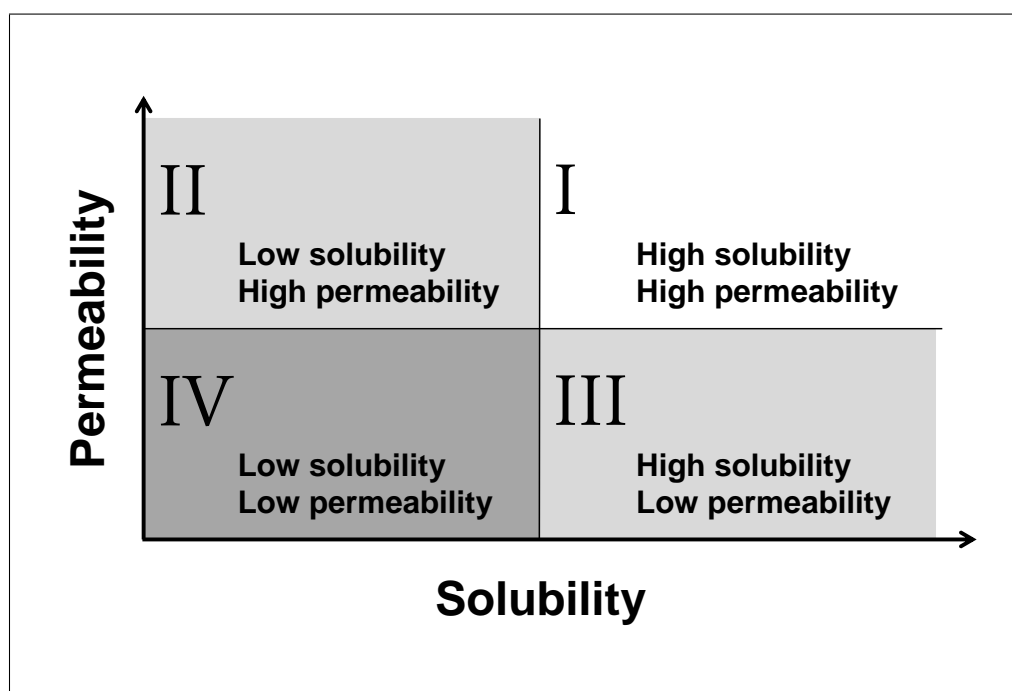 Permeability
II
Low solubility
High permeability
I
High solubility
High permeability
IV
Low solubility
Low permeability
III
High solubility
Low permeability
Solubility